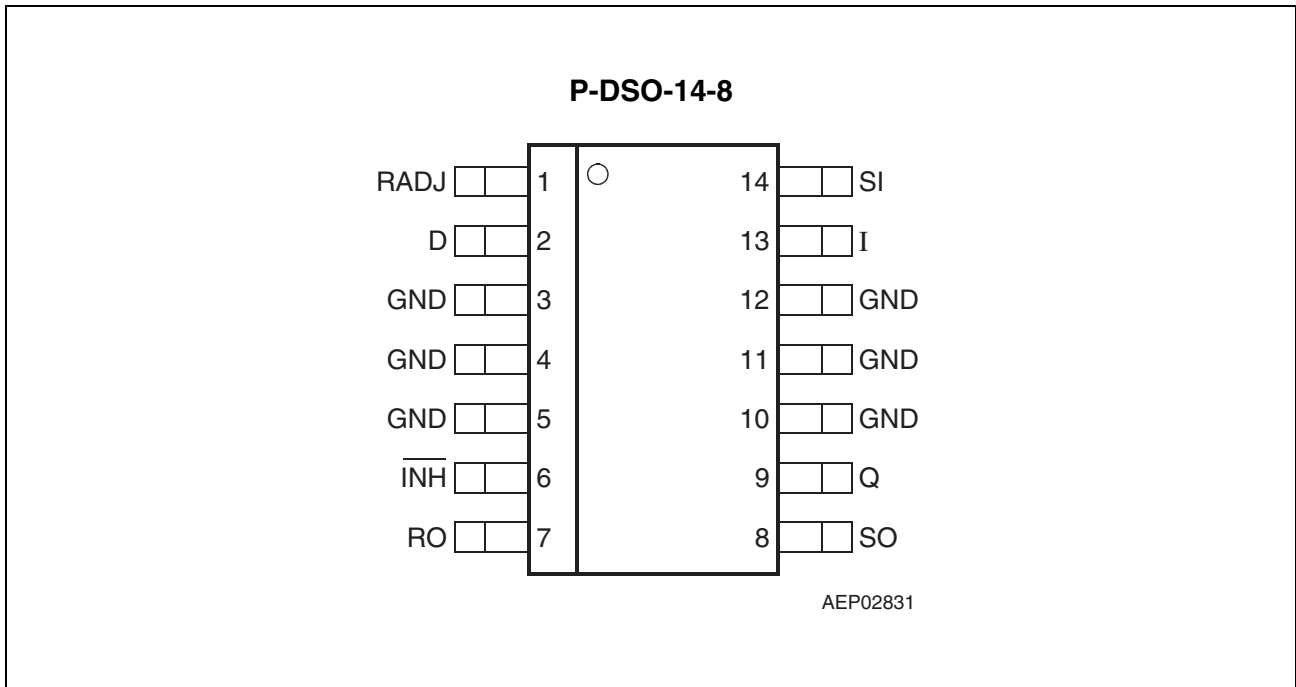 P-DSO-14-8
RADJ 1 14 SI
D 2 13 I
GND 3 12 GND
GND 4 11 GND
GND 5 10 GND
I̅N̅H̅ 6 9 Q
RO 7 8 SO
AEP02831